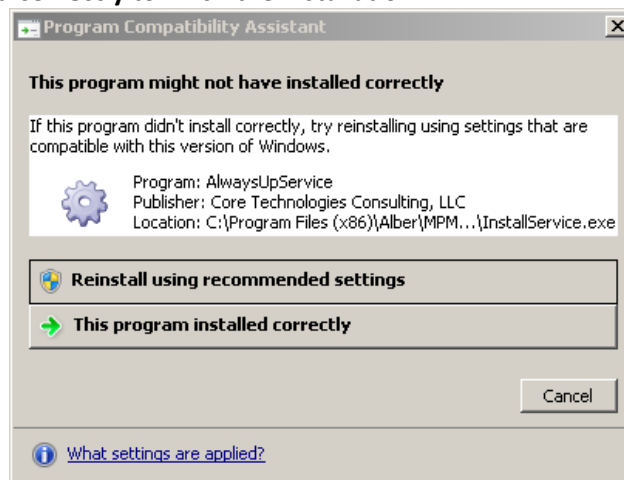 Program Compatibility Assistant
This program might not have installed correctly
If this program didn't install correctly, try reinstalling using settings that are
compatible with this version of Windows.
Program: AlwaysUpService
Publisher: Core Technologies Consulting, LLC
Location: C:\Program Files (x86)\Alber\MPM...\InstallService.exe
Reinstall using recommended settings
This program installed correctly
Cancel
What settings are applied?